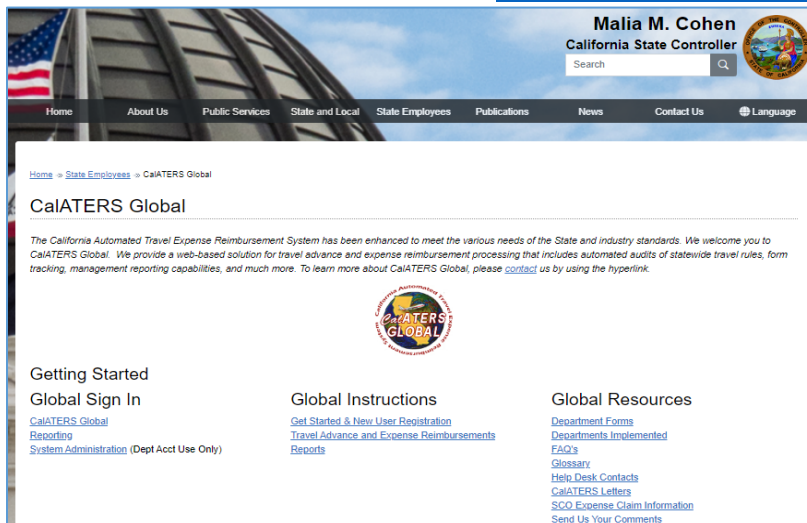 Malia M. Cohen
California State Controller
Search
Home About Us Public Services State and Local State Employees Publications News Contact Us Language
Home » State Employees » CalATERS Global
CalATERS Global
The California Automated Travel Expense Reimbursement System has been enhanced to meet the various needs of the State and industry standards. We welcome you to
CalATERS Global. We provide a web-based solution for travel advance and expense reimbursement processing that includes automated audits of statewide travel rules, form
tracking, management reporting capabilities, and much more. To learn more about CalATERS Global, please contact us by using the hyperlink.
California Automated Travel Expense Reimbursement System
CalATERS
GLOBAL
Getting Started
Global Sign In
CalATERS Global
Reporting
System Administration (Dept Acct Use Only)
Global Instructions
Get Started & New User Registration
Travel Advance and Expense Reimbursements
Reports
Global Resources
Department Forms
Departments Implemented
FAQ's
Glossary
Help Desk Contacts
CalATERS Letters
SCO Expense Claim Information
Send Us Your Comments